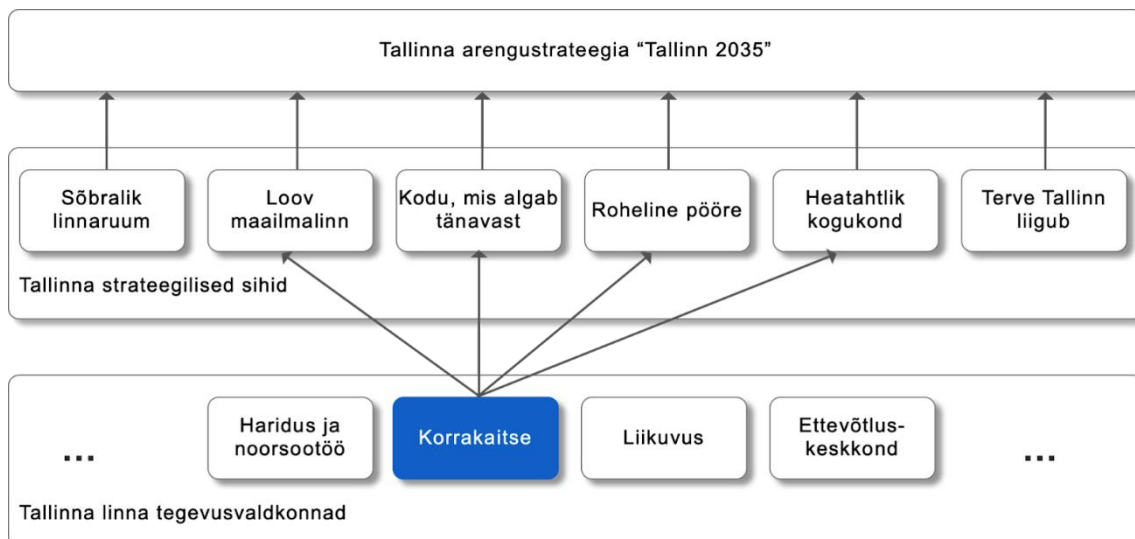 Tallinna arengustrateegia “Tallinn 2035”
Sõbralik
linnaruum
Loov
maailmalinn
Kodu, mis algab
tänavast
Roheline pööre
Heatahtlik
kogukond
Terve Tallinn
liigub
Tallinna strateegilised sihid
...
Haridus ja
noorsootöö
Korrakaitse
Liikuvus
Ettevõtlus-
keskkond
...
Tallinna linna tegevusvaldkonnad